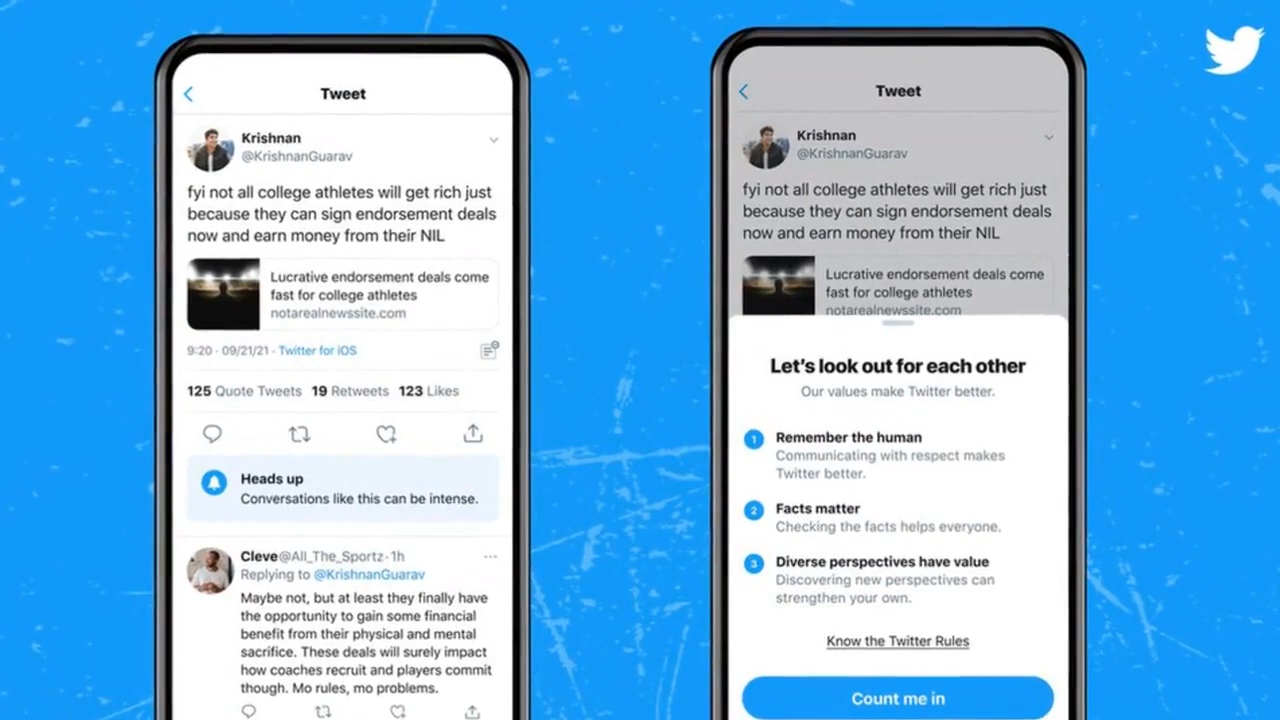 Tweet
Krishnan
@KrishnanGuarav
fyi not all college athletes will get rich just
because they can sign endorsement deals
now and earn money from their NIL
Lucrative endorsement deals come
fast for college athletes
notarealnewssite.com
9:20 · 09/21/21 · Twitter for iOS
125 Quote Tweets 19 Retweets 123 Likes
Heads up
Conversations like this can be intense.
Cleve @All_The_Sportz · 1h
Replying to @KrishnanGuarav
Maybe not, but at least they finally have
the opportunity to gain some financial
benefit from their physical and mental
sacrifice. These deals will surely impact
how coaches recruit and players commit
though. Mo rules, mo problems.
Tweet
Krishnan
@KrishnanGuarav
fyi not all college athletes will get rich just
because they can sign endorsement deals
now and earn money from their NIL
Lucrative endorsement deals come
fast for college athletes
notarealnewssite.com
Let's look out for each other
Our values make Twitter better.
1 Remember the human
Communicating with respect makes
Twitter better.
2 Facts matter
Checking the facts helps everyone.
3 Diverse perspectives have value
Discovering new perspectives can
strengthen your own.
Know the Twitter Rules
Count me in